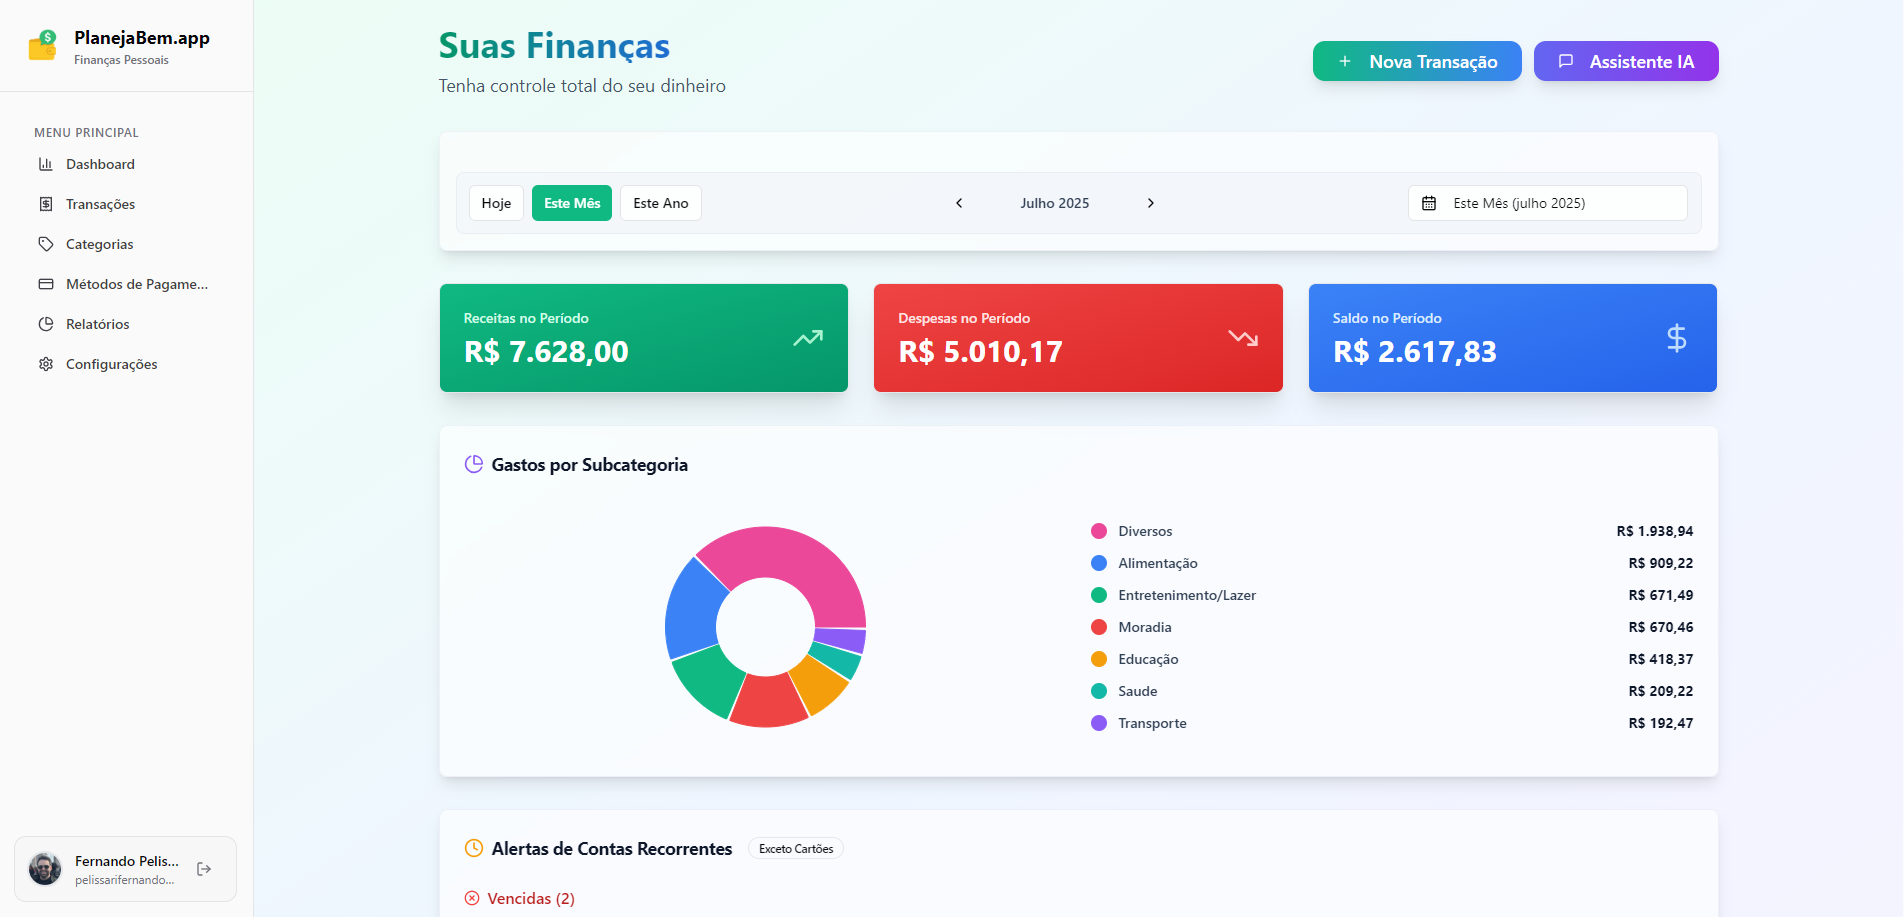 PlanejaBem.app
Finanças Pessoais
MENU PRINCIPAL
Dashboard
Transações
Categorias
Métodos de Pagame...
Relatórios
Configurações
Fernando Pelis...
pelissarifernando...
Suas Finanças
Tenha controle total do seu dinheiro
+ Nova Transação
Assistente IA
Hoje
Este Mês
Este Ano
Julho 2025
Este Mês (julho 2025)
Receitas no Período
R$ 7.628,00
Despesas no Período
R$ 5.010,17
Saldo no Período
R$ 2.617,83
$
Gastos por Subcategoria
Diversos R$ 1.938,94
Alimentação R$ 909,22
Entretenimento/Lazer R$ 671,49
Moradia R$ 670,46
Educação R$ 418,37
Saude R$ 209,22
Transporte R$ 192,47
Alertas de Contas Recorrentes Exceto Cartões
Vencidas (2)